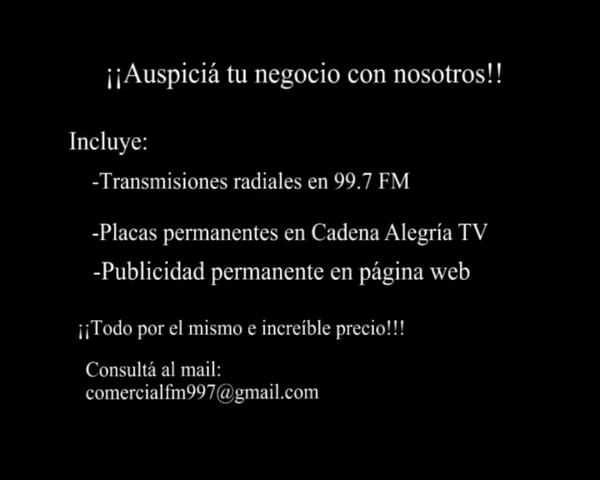 ¡¡Auspiciá tu negocio con nosotros!!
Incluye:
-Transmisiones radiales en 99.7 FM
-Placas permanentes en Cadena Alegría TV
-Publicidad permanente en página web
¡¡Todo por el mismo e increíble precio!!!
Consultá al mail:
comercialfm997@gmail.com